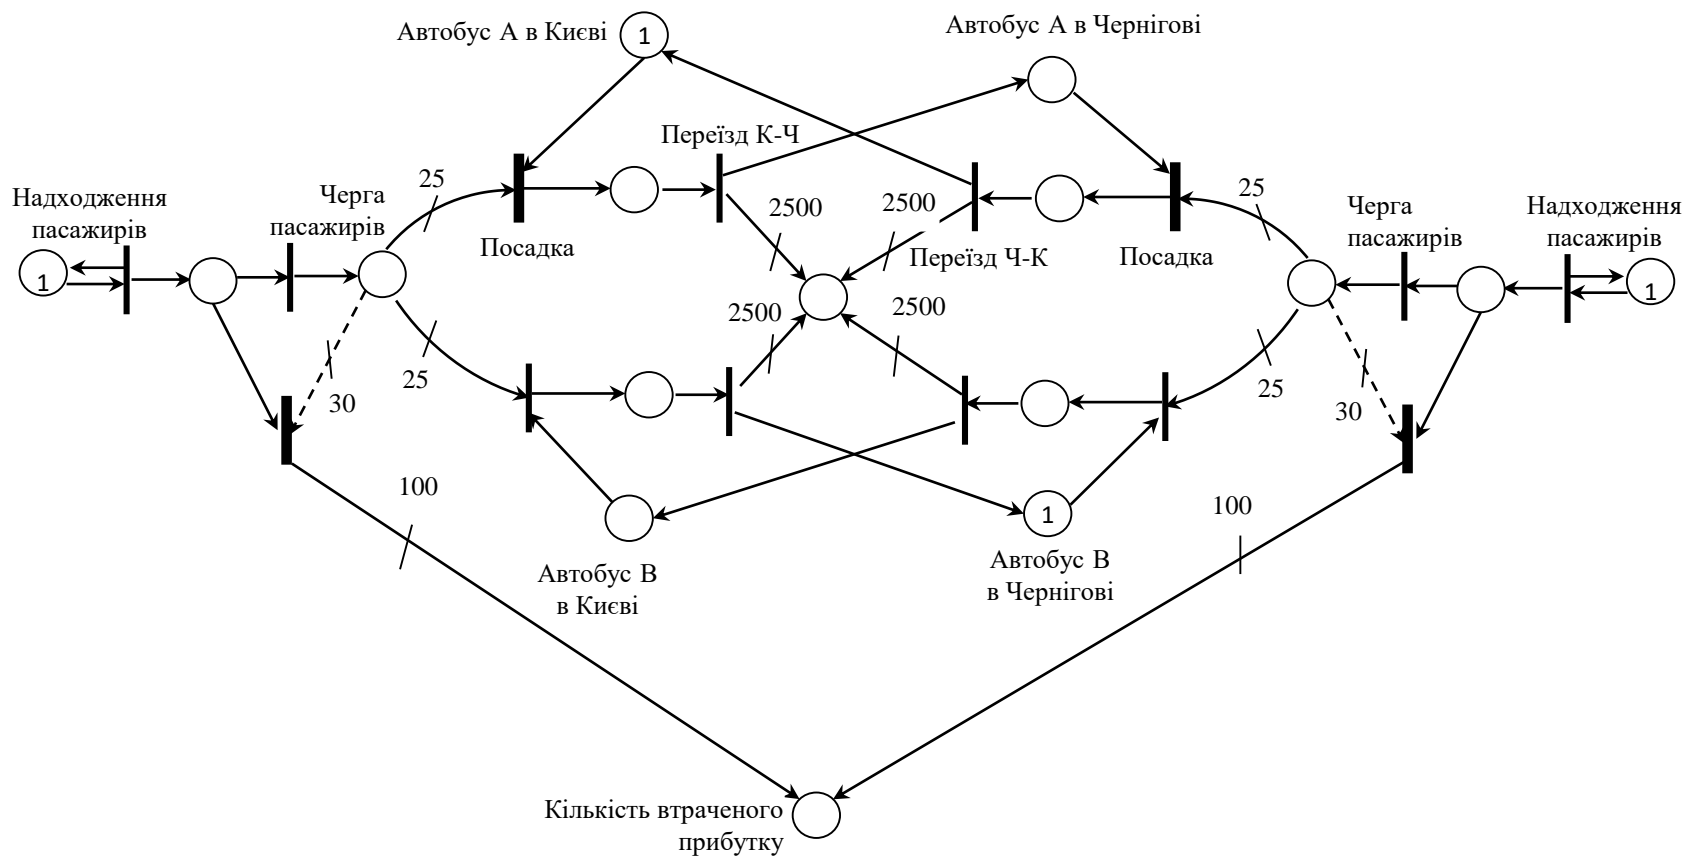 Автобус А в Києві
1
Автобус А в Чернігові
Переїзд К-Ч
Надходження
пасажирів
Черга
пасажирів
25
Посадка
2500
2500
Переїзд Ч-К
25
Посадка
Черга
пасажирів
Надходження
пасажирів
1
1
2500
2500
30
25
25
30
100
1
100
Автобус В
в Києві
Автобус В
в Чернігові
Кількість втраченого
прибутку